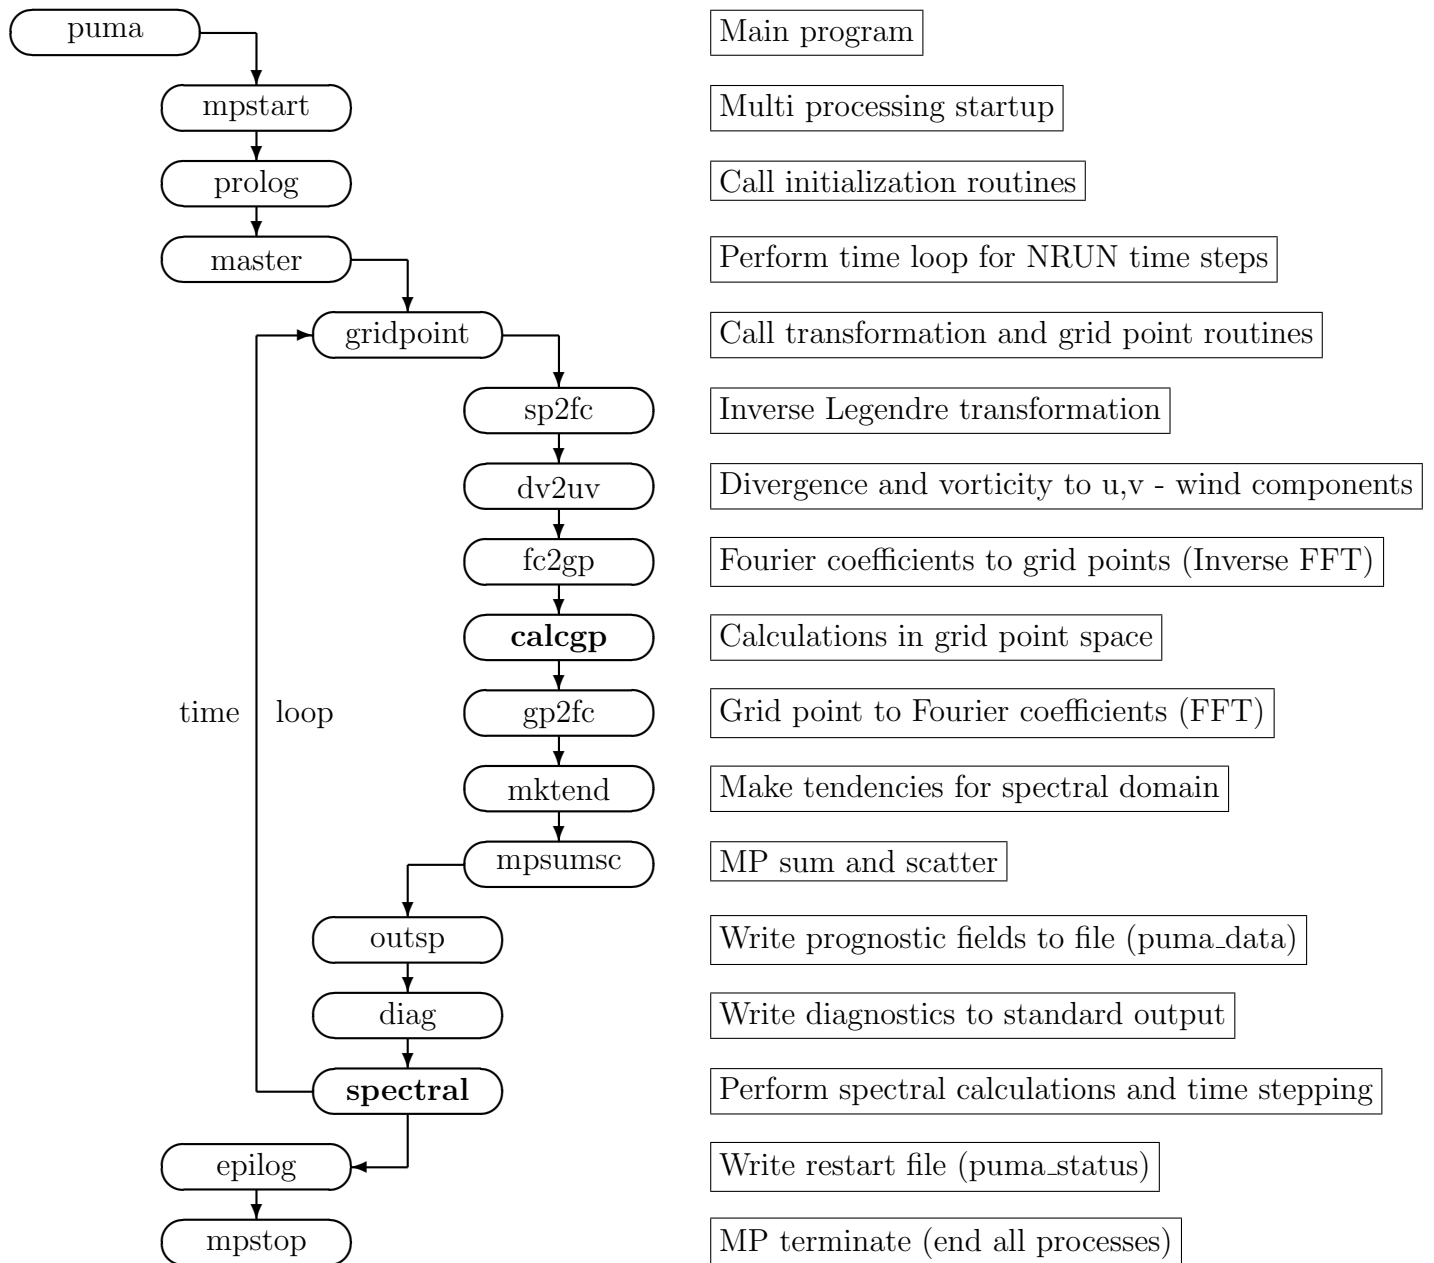 puma
Main program
mpstart
Multi processing startup
prolog
Call initialization routines
master
Perform time loop for NRUN time steps
gridpoint
Call transformation and grid point routines
sp2fc
Inverse Legendre transformation
dv2uv
Divergence and vorticity to u,v - wind components
fc2gp
Fourier coefficients to grid points (Inverse FFT)
calcgp
Calculations in grid point space
time loop
gp2fc
Grid point to Fourier coefficients (FFT)
mktend
Make tendencies for spectral domain
mpsumsc
MP sum and scatter
outsp
Write prognostic fields to file (puma_data)
diag
Write diagnostics to standard output
spectral
Perform spectral calculations and time stepping
epilog
Write restart file (puma_status)
mpstop
MP terminate (end all processes)